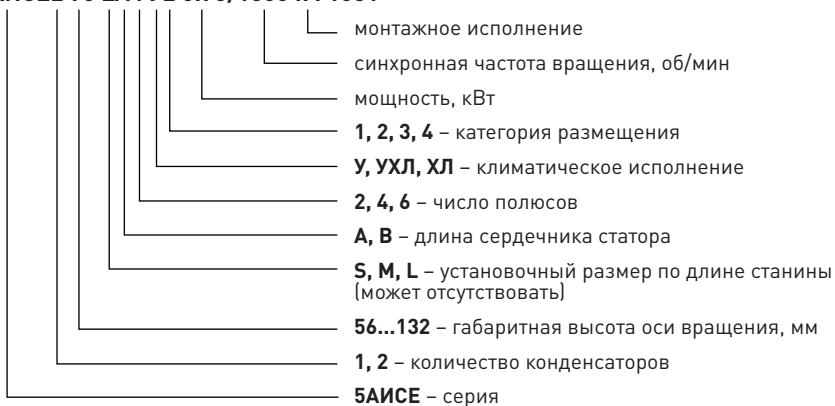 монтажное исполнение
синхронная частота вращения, об/мин
мощность, кВт
1, 2, 3, 4 – категория размещения
У, УХЛ, ХЛ – климатическое исполнение
2, 4, 6 – число полюсов
А, В – длина сердечника статора
S, M, L – установочный размер по длине станины
(может отсутствовать)
56...132 – габаритная высота оси вращения, мм
1, 2 – количество конденсаторов
5АИСЕ – серия